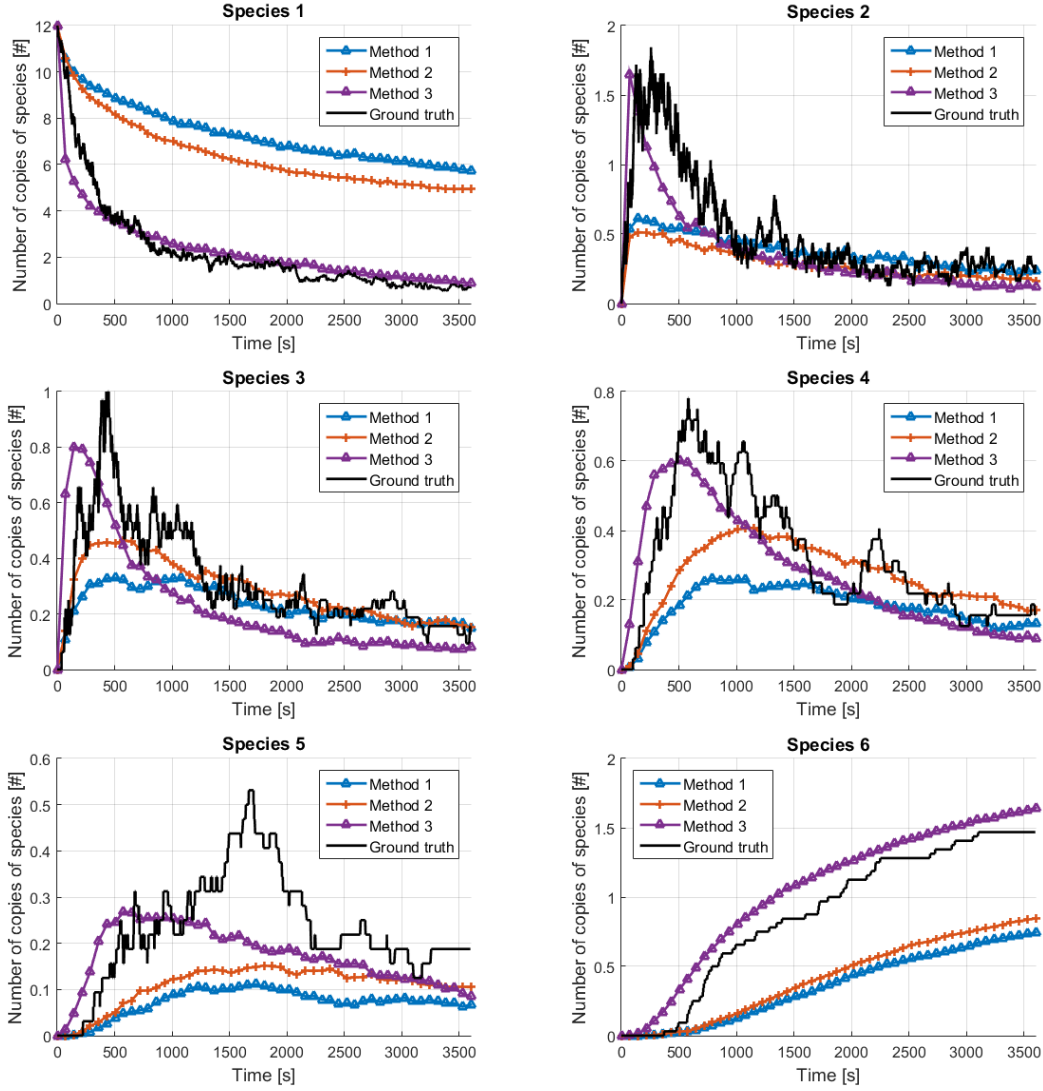 Species 1
Number of copies of species [#]
12
10
8
6
4
2
0
Method 1
Method 2
Method 3
Ground truth
0 500 1000 1500 2000 2500 3000 3500
Time [s]
Species 2
Number of copies of species [#]
2
1.5
1
0.5
0
Method 1
Method 2
Method 3
Ground truth
0 500 1000 1500 2000 2500 3000 3500
Time [s]
Species 3
Number of copies of species [#]
1
0.8
0.6
0.4
0.2
0
Method 1
Method 2
Method 3
Ground truth
0 500 1000 1500 2000 2500 3000 3500
Time [s]
Species 4
Number of copies of species [#]
0.8
0.6
0.4
0.2
0
Method 1
Method 2
Method 3
Ground truth
0 500 1000 1500 2000 2500 3000 3500
Time [s]
Species 5
Number of copies of species [#]
0.6
0.5
0.4
0.3
0.2
0.1
0
Method 1
Method 2
Method 3
Ground truth
0 500 1000 1500 2000 2500 3000 3500
Time [s]
Species 6
Number of copies of species [#]
2
1.5
1
0.5
0
Method 1
Method 2
Method 3
Ground truth
0 500 1000 1500 2000 2500 3000 3500
Time [s]